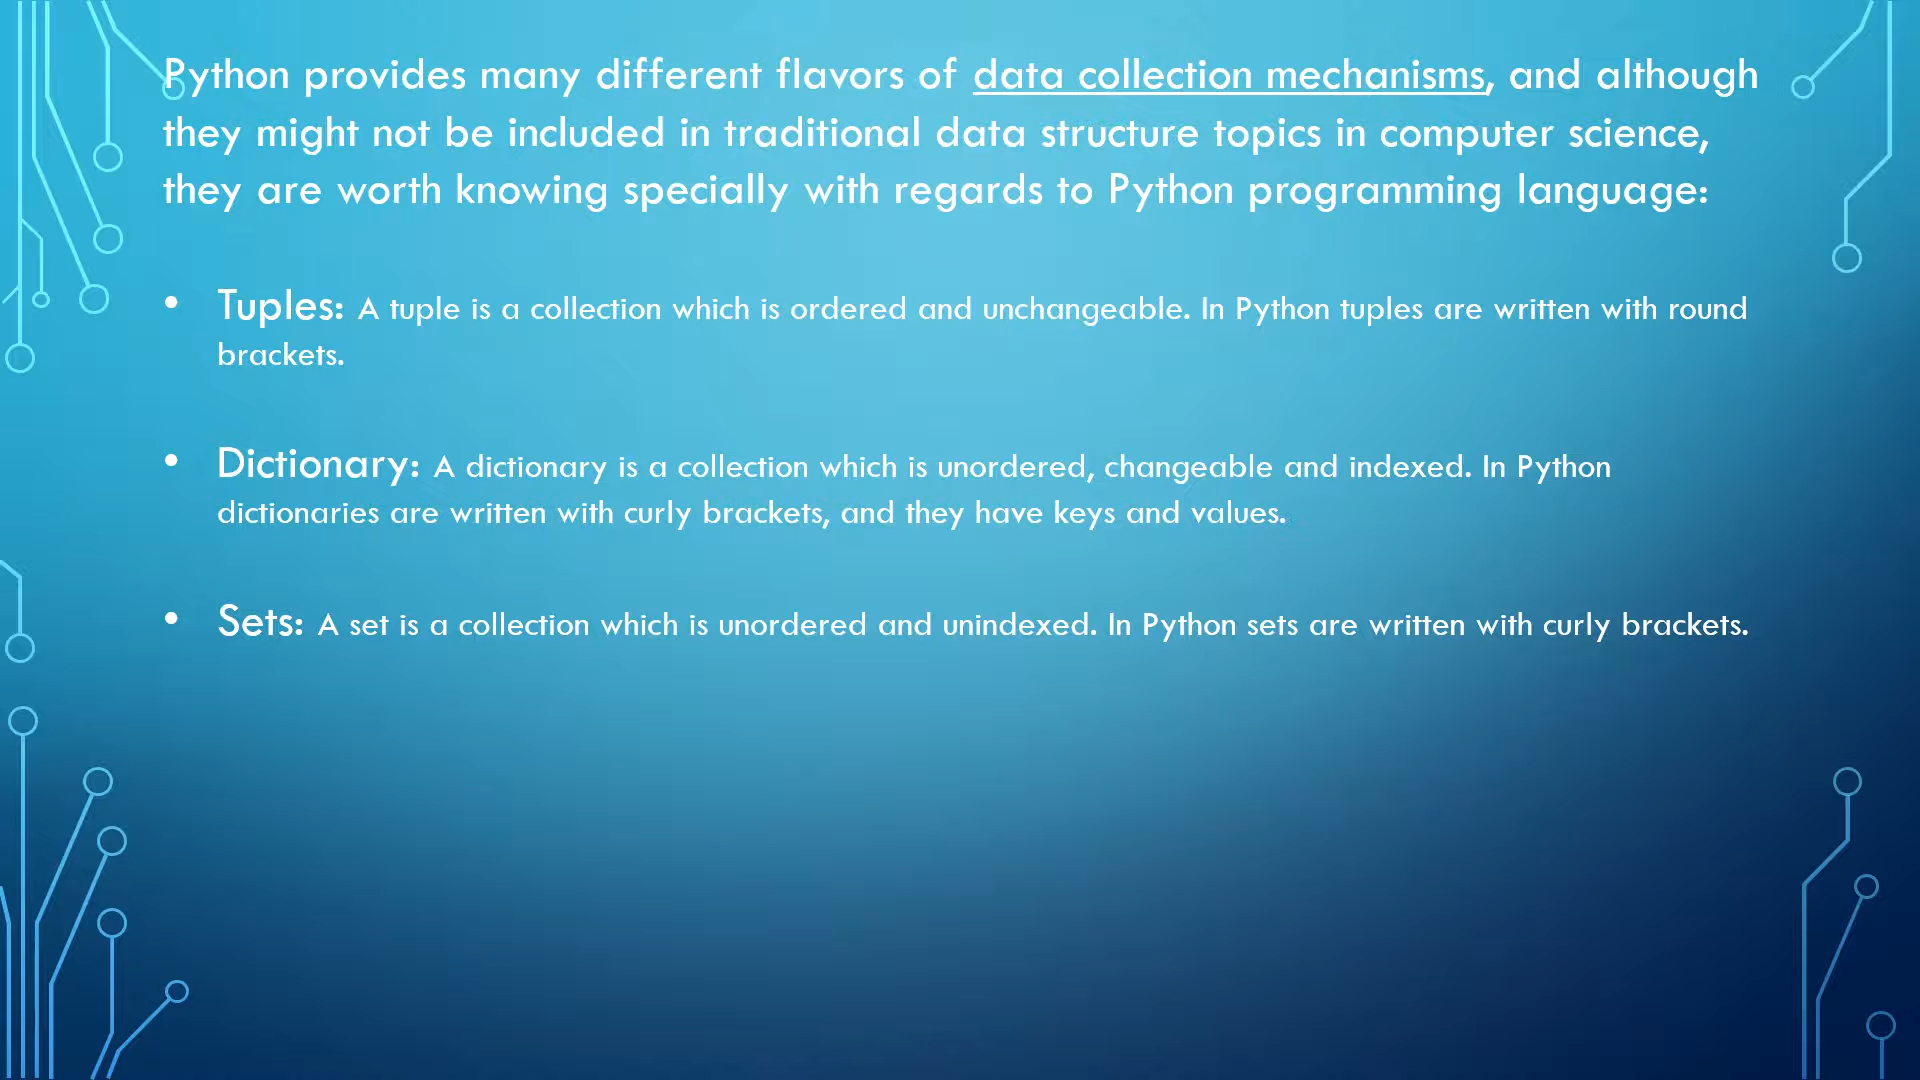 Python provides many different flavors of data collection mechanisms, and although
they might not be included in traditional data structure topics in computer science,
they are worth knowing specially with regards to Python programming language:
• Tuples: A tuple is a collection which is ordered and unchangeable. In Python tuples are written with round
brackets.
• Dictionary: A dictionary is a collection which is unordered, changeable and indexed. In Python
dictionaries are written with curly brackets, and they have keys and values.
• Sets: A set is a collection which is unordered and unindexed. In Python sets are written with curly brackets.